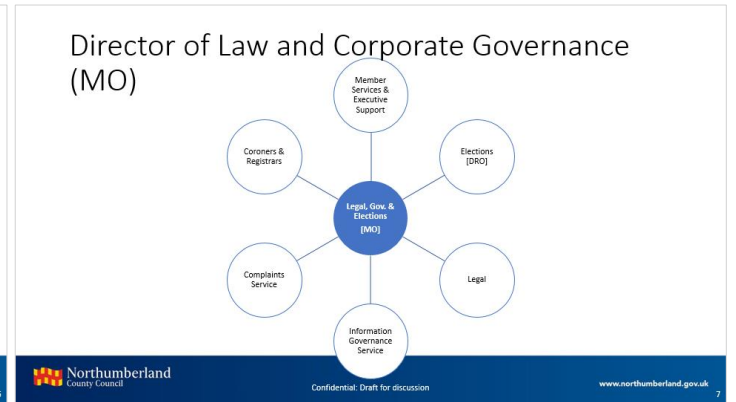 Director of Law and Corporate Governance
(MO)
Member
Services &
Executive
Support
Coroners &
Registrars
Elections
[DRO]
Legal, Gov. &
Elections
[MO]
Complaints
Service
Legal
Information
Governance
Service
Northumberland
County Council
Confidential: Draft for discussion
www.northumberland.gov.uk
7